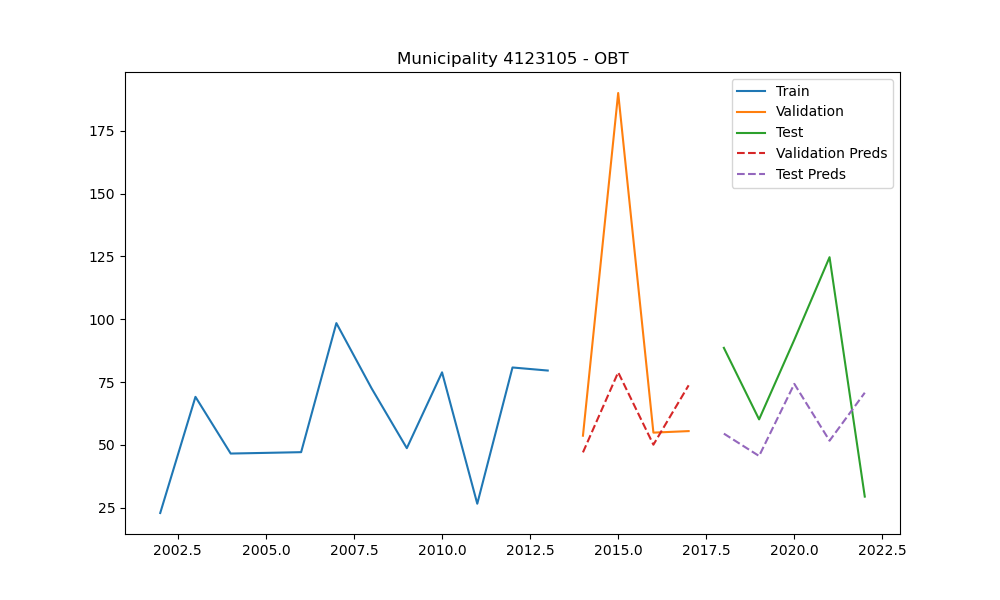 Municipality 4123105 - OBT
Train
Validation
Test
Validation Preds
Test Preds
175
150
125
100
75
50
25
2002.5 2005.0 2007.5 2010.0 2012.5 2015.0 2017.5 2020.0 2022.5